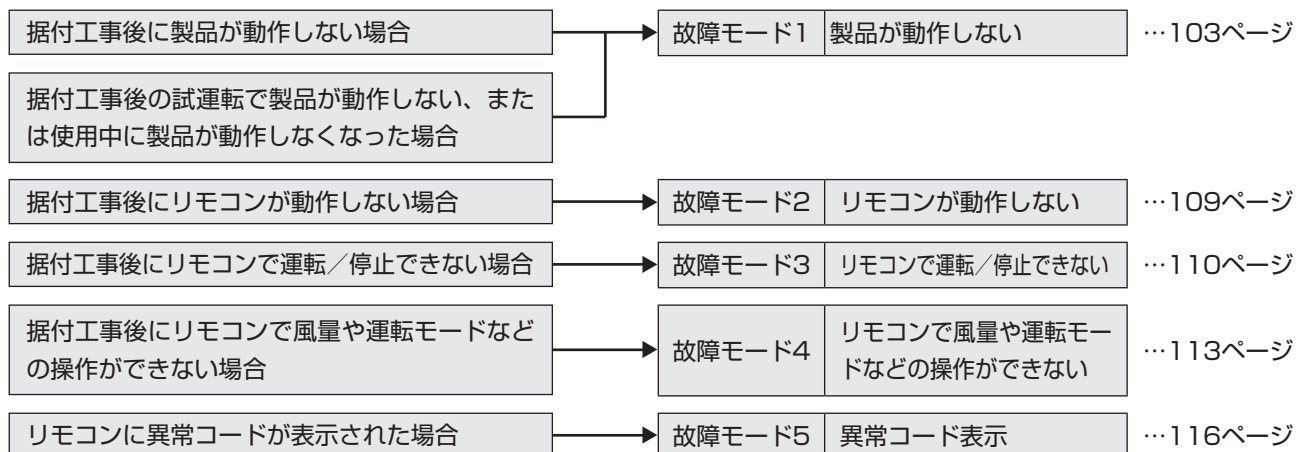 据付工事後に製品が動作しない場合
故障モード1 製品が動作しない …103ページ
据付工事後の試運転で製品が動作しない、また
は使用中に製品が動作しなくなった場合
据付工事後にリモコンが動作しない場合
故障モード2 リモコンが動作しない …109ページ
据付工事後にリモコンで運転／停止できない場合
故障モード3 リモコンで運転／停止できない …110ページ
据付工事後にリモコンで風量や運転モードなど
の操作ができない場合
故障モード4
リモコンで風量や運転モー
ドなどの操作ができない
…113ページ
リモコンに異常コードが表示された場合
故障モード5 異常コード表示 …116ページ